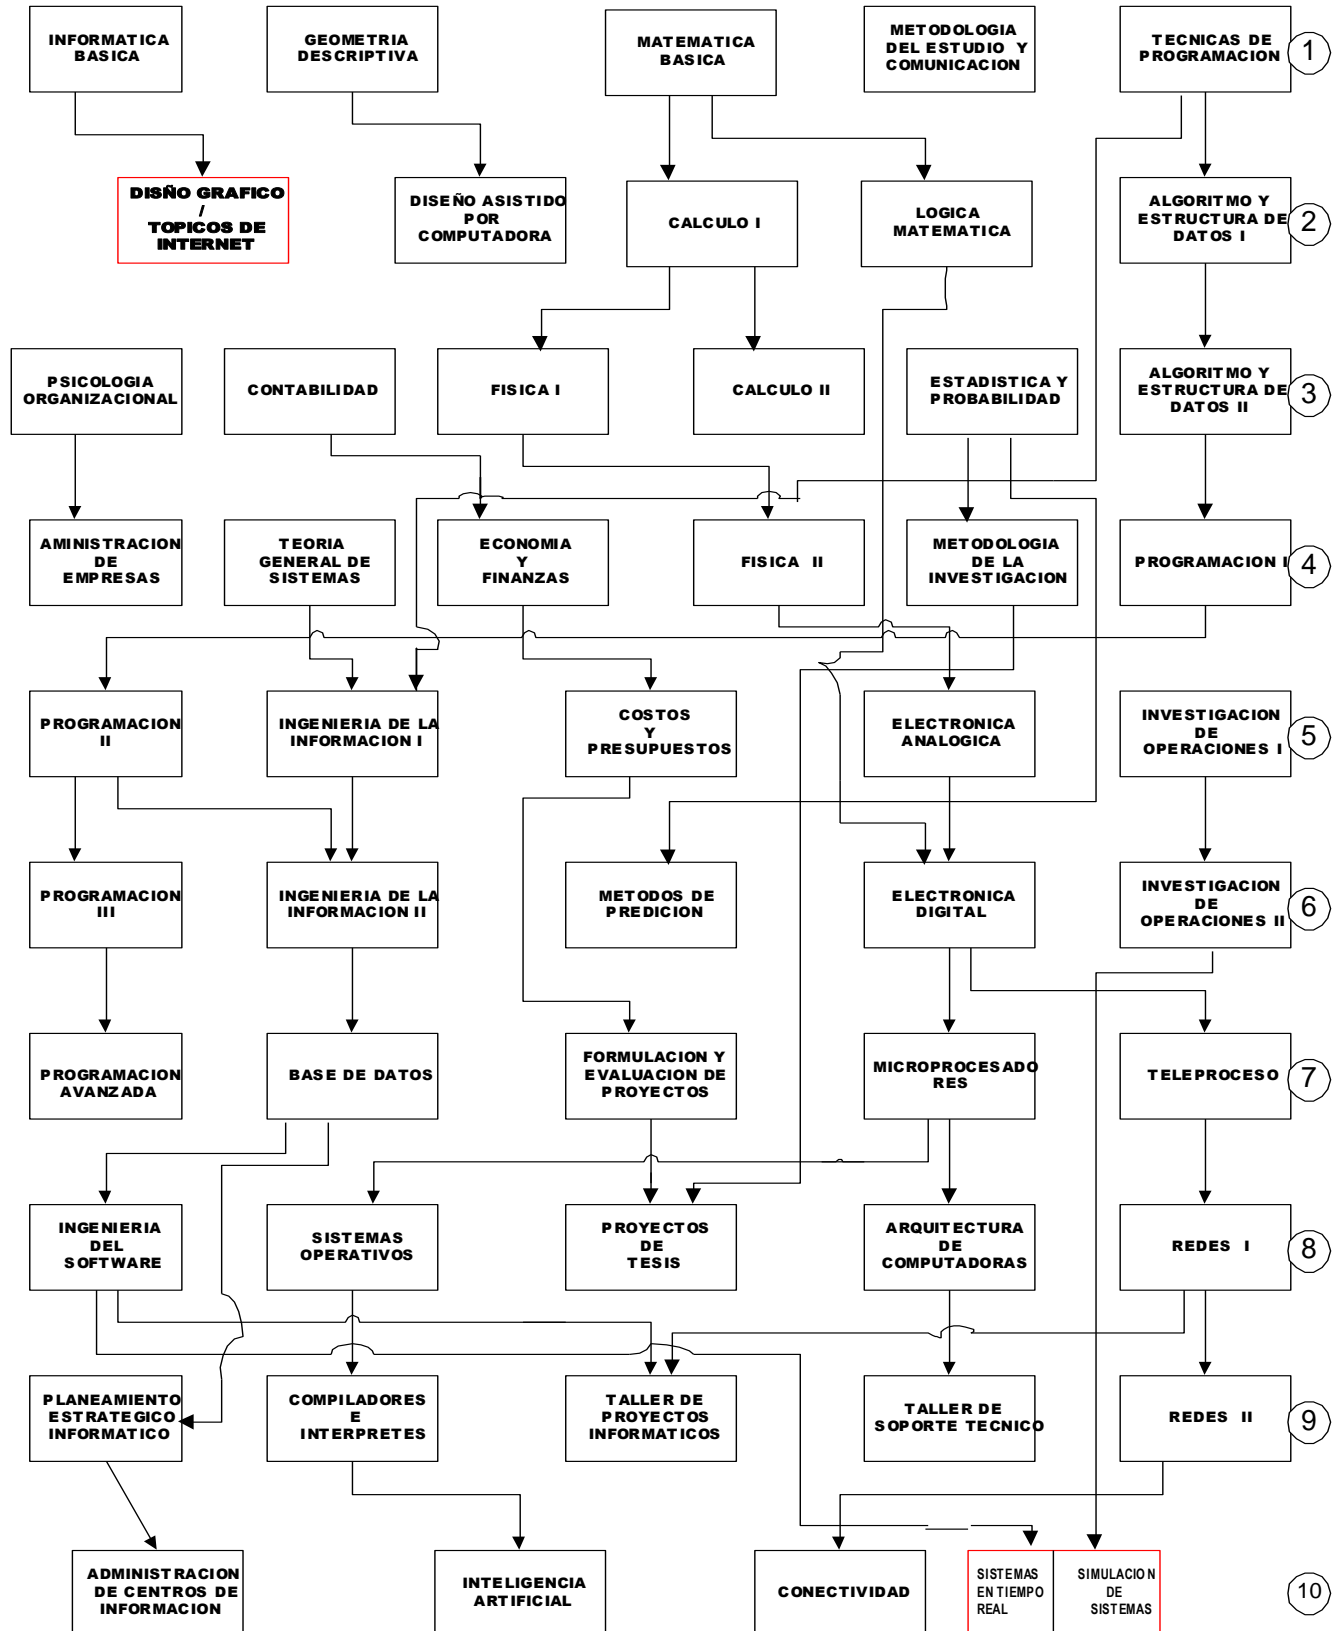 INFORMATICA
BASICA
GEOMETRIA
DESCRIPTIVA
MATEMATICA
BASICA
METODOLOGIA
DEL ESTUDIO Y
COMUNICACION
TECNICAS DE
PROGRAMACION
1
DISÑO GRAFICO
/
TOPICOS DE
INTERNET
DISEÑO ASISTIDO
POR
COMPUTADORA
CALCULO I
LOGICA
MATEMATICA
ALGORITMO Y
ESTRUCTURA DE
DATOS I
2
PSICOLOGIA
ORGANIZACIONAL
CONTABILIDAD
FISICA I
CALCULO II
ESTADISTICA Y
PROBABILIDAD
ALGORITMO Y
ESTRUCTURA DE
DATOS II
3
AMINISTRACION
DE
EMPRESAS
TEORIA
GENERAL DE
SISTEMAS
ECONOMIA
Y
FINANZAS
FISICA II
METODOLOGIA
DE LA
INVESTIGACION
PROGRAMACION I
4
PROGRAMACION
II
INGENIERIA DE LA
INFORMACION I
COSTOS
Y
PRESUPUESTOS
ELECTRONICA
ANALOGICA
INVESTIGACION
DE
OPERACIONES I
5
PROGRAMACION
III
INGENIERIA DE LA
INFORMACION II
METODOS DE
PREDICION
ELECTRONICA
DIGITAL
INVESTIGACION
DE
OPERACIONES II
6
PROGRAMACION
AVANZADA
BASE DE DATOS
FORMULACION Y
EVALUACION DE
PROYECTOS
MICROPROCESADO
RES
TELEPROCESO
7
INGENIERIA
DEL
SOFTWARE
SISTEMAS
OPERATIVOS
PROYECTOS
DE
TESIS
ARQUITECTURA
DE
COMPUTADORAS
REDES I
8
PLANEAMIENTO
ESTRATEGICO
INFORMATICO
COMPILADORES
E
INTERPRETES
TALLER DE
PROYECTOS
INFORMATICOS
TALLER DE
SOPORTE TECNICO
REDES II
9
ADMINISTRACION
DE CENTROS DE
INFORMACION
INTELIGENCIA
ARTIFICIAL
CONECTIVIDAD
SISTEMAS
EN TIEMPO
REAL
SIMULACION
DE
SISTEMAS
10